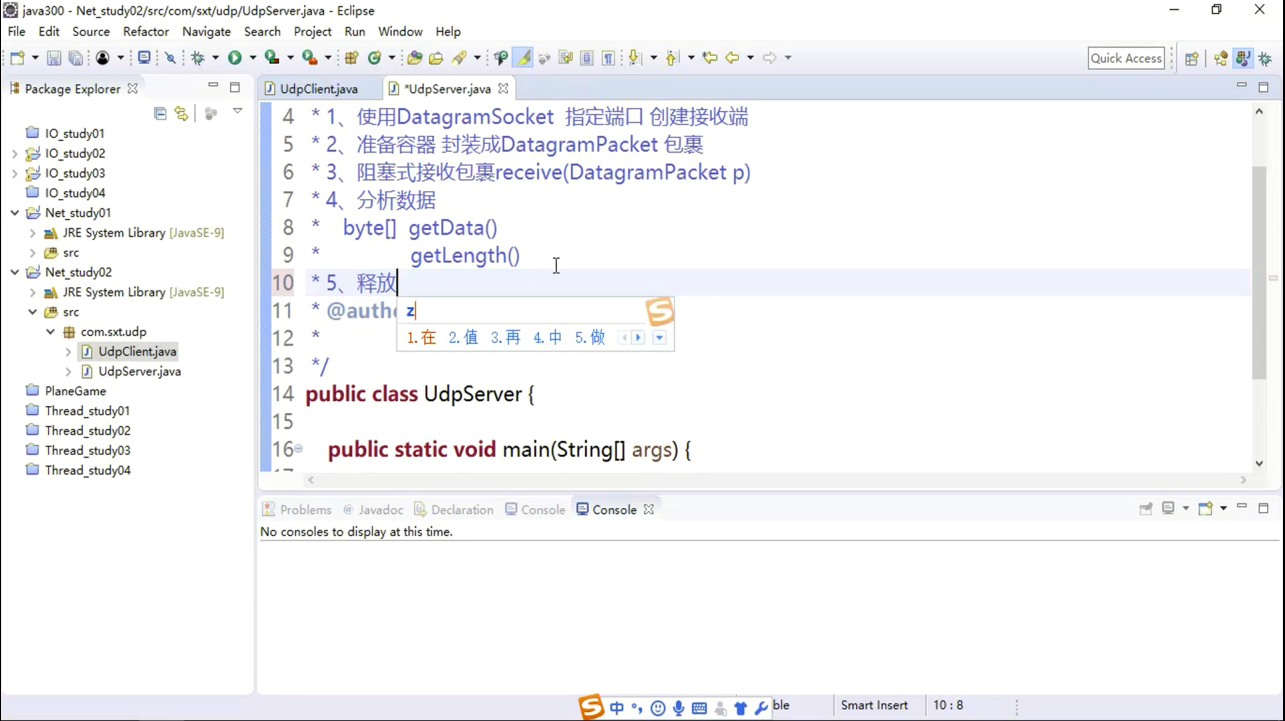 java300 - Net_study02/src/com/sxt/udp/UdpServer.java - Eclipse
File Edit Source Refactor Navigate Search Project Run Window Help
Quick Access
Package Explorer
IO_study01
IO_study02
IO_study03
IO_study04
Net_study01
JRE System Library [JavaSE-9]
src
Net_study02
JRE System Library [JavaSE-9]
src
com.sxt.udp
UdpClient.java
UdpServer.java
PlaneGame
Thread_study01
Thread_study02
Thread_study03
Thread_study04
UdpClient.java *UdpServer.java
4 * 1、使用DatagramSocket 指定端口 创建接收端
5 * 2、准备容器 封装成DatagramPacket 包裹
6 * 3、阻塞式接收包裹receive(DatagramPacket p)
7 * 4、分析数据
8 * byte[] getData()
9 * getLength()
10 * 5、释放
z
11 * @autho
1.在 2.值 3.再 4.中 5.做
12 *
13 */
14 public class UdpServer {
15
16 public static void main(String[] args) {
Problems @ Javadoc Declaration Console Console
No consoles to display at this time.
中 ble Smart Insert 10 : 8